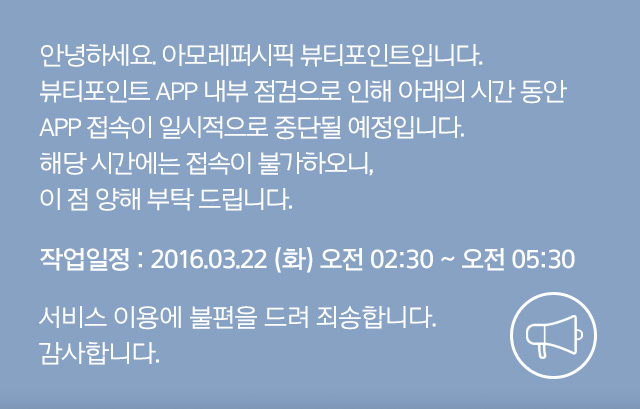 안녕하세요. 아모레퍼시픽 뷰티포인트입니다.
뷰티포인트 APP 내부 점검으로 인해 아래의 시간 동안
APP 접속이 일시적으로 중단될 예정입니다.
해당 시간에는 접속이 불가하오니,
이 점 양해 부탁 드립니다.
작업일정 : 2016.03.22 (화) 오전 02:30 ~ 오전 05:30
서비스 이용에 불편을 드려 죄송합니다.
감사합니다.